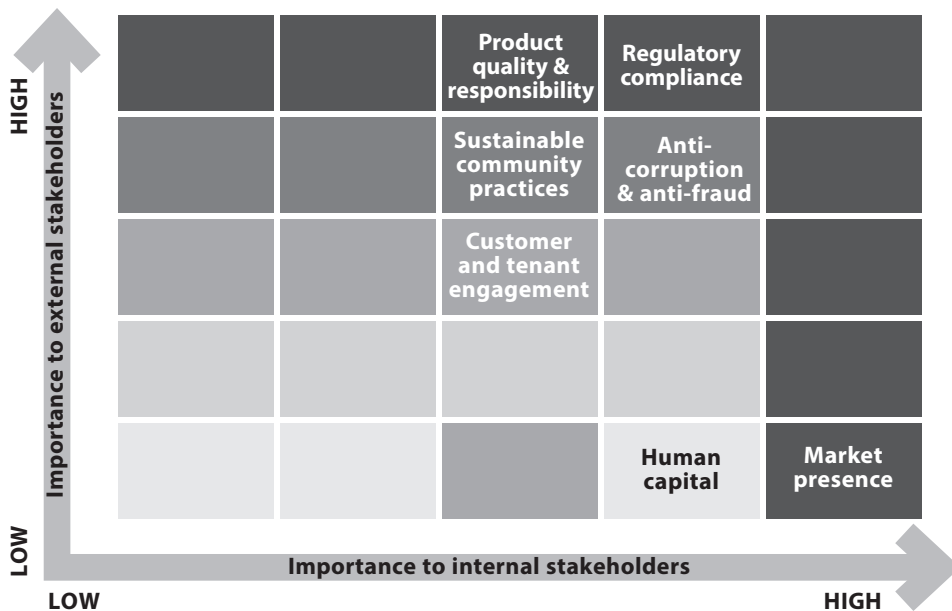 HIGH
Importance to external stakeholders
LOW
Product
quality &
responsibility
Regulatory
compliance
Sustainable
community
practices
Anti-
corruption
& anti-fraud
Customer
and tenant
engagement
Human
capital
Market
presence
Importance to internal stakeholders
LOW
HIGH